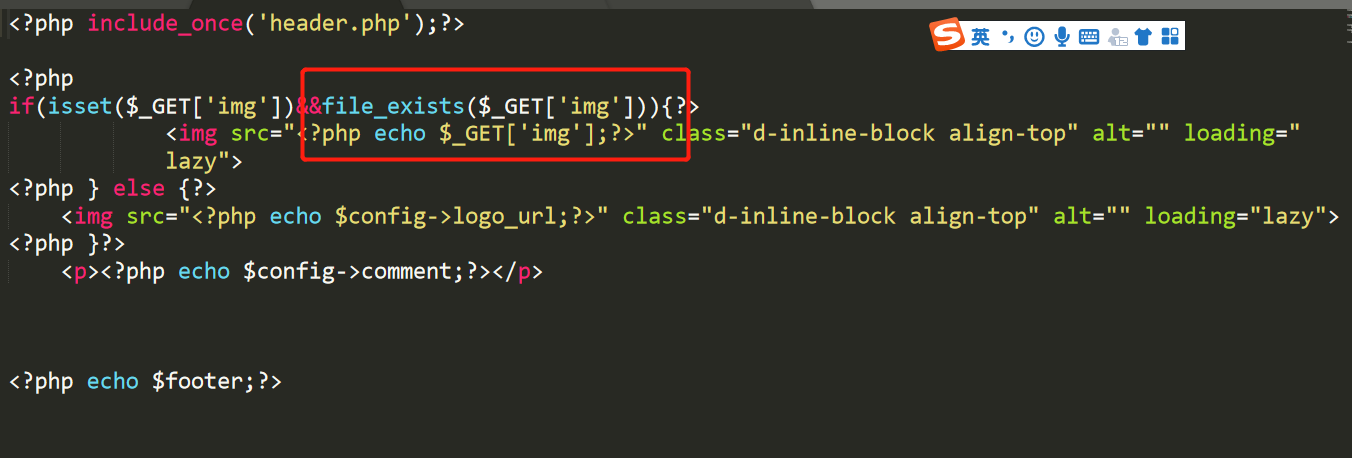 <?php include_once('header.php');?>
英
<?php
if(isset($_GET['img'])&&file_exists($_GET['img'])){?>
<img src="<?php echo $_GET['img'];?>" class="d-inline-block align-top" alt="" loading="
lazy">
<?php } else {?>
<img src="<?php echo $config->logo_url;?>" class="d-inline-block align-top" alt="" loading="lazy">
<?php }?>
<p><?php echo $config->comment;?></p>
<?php echo $footer;?>